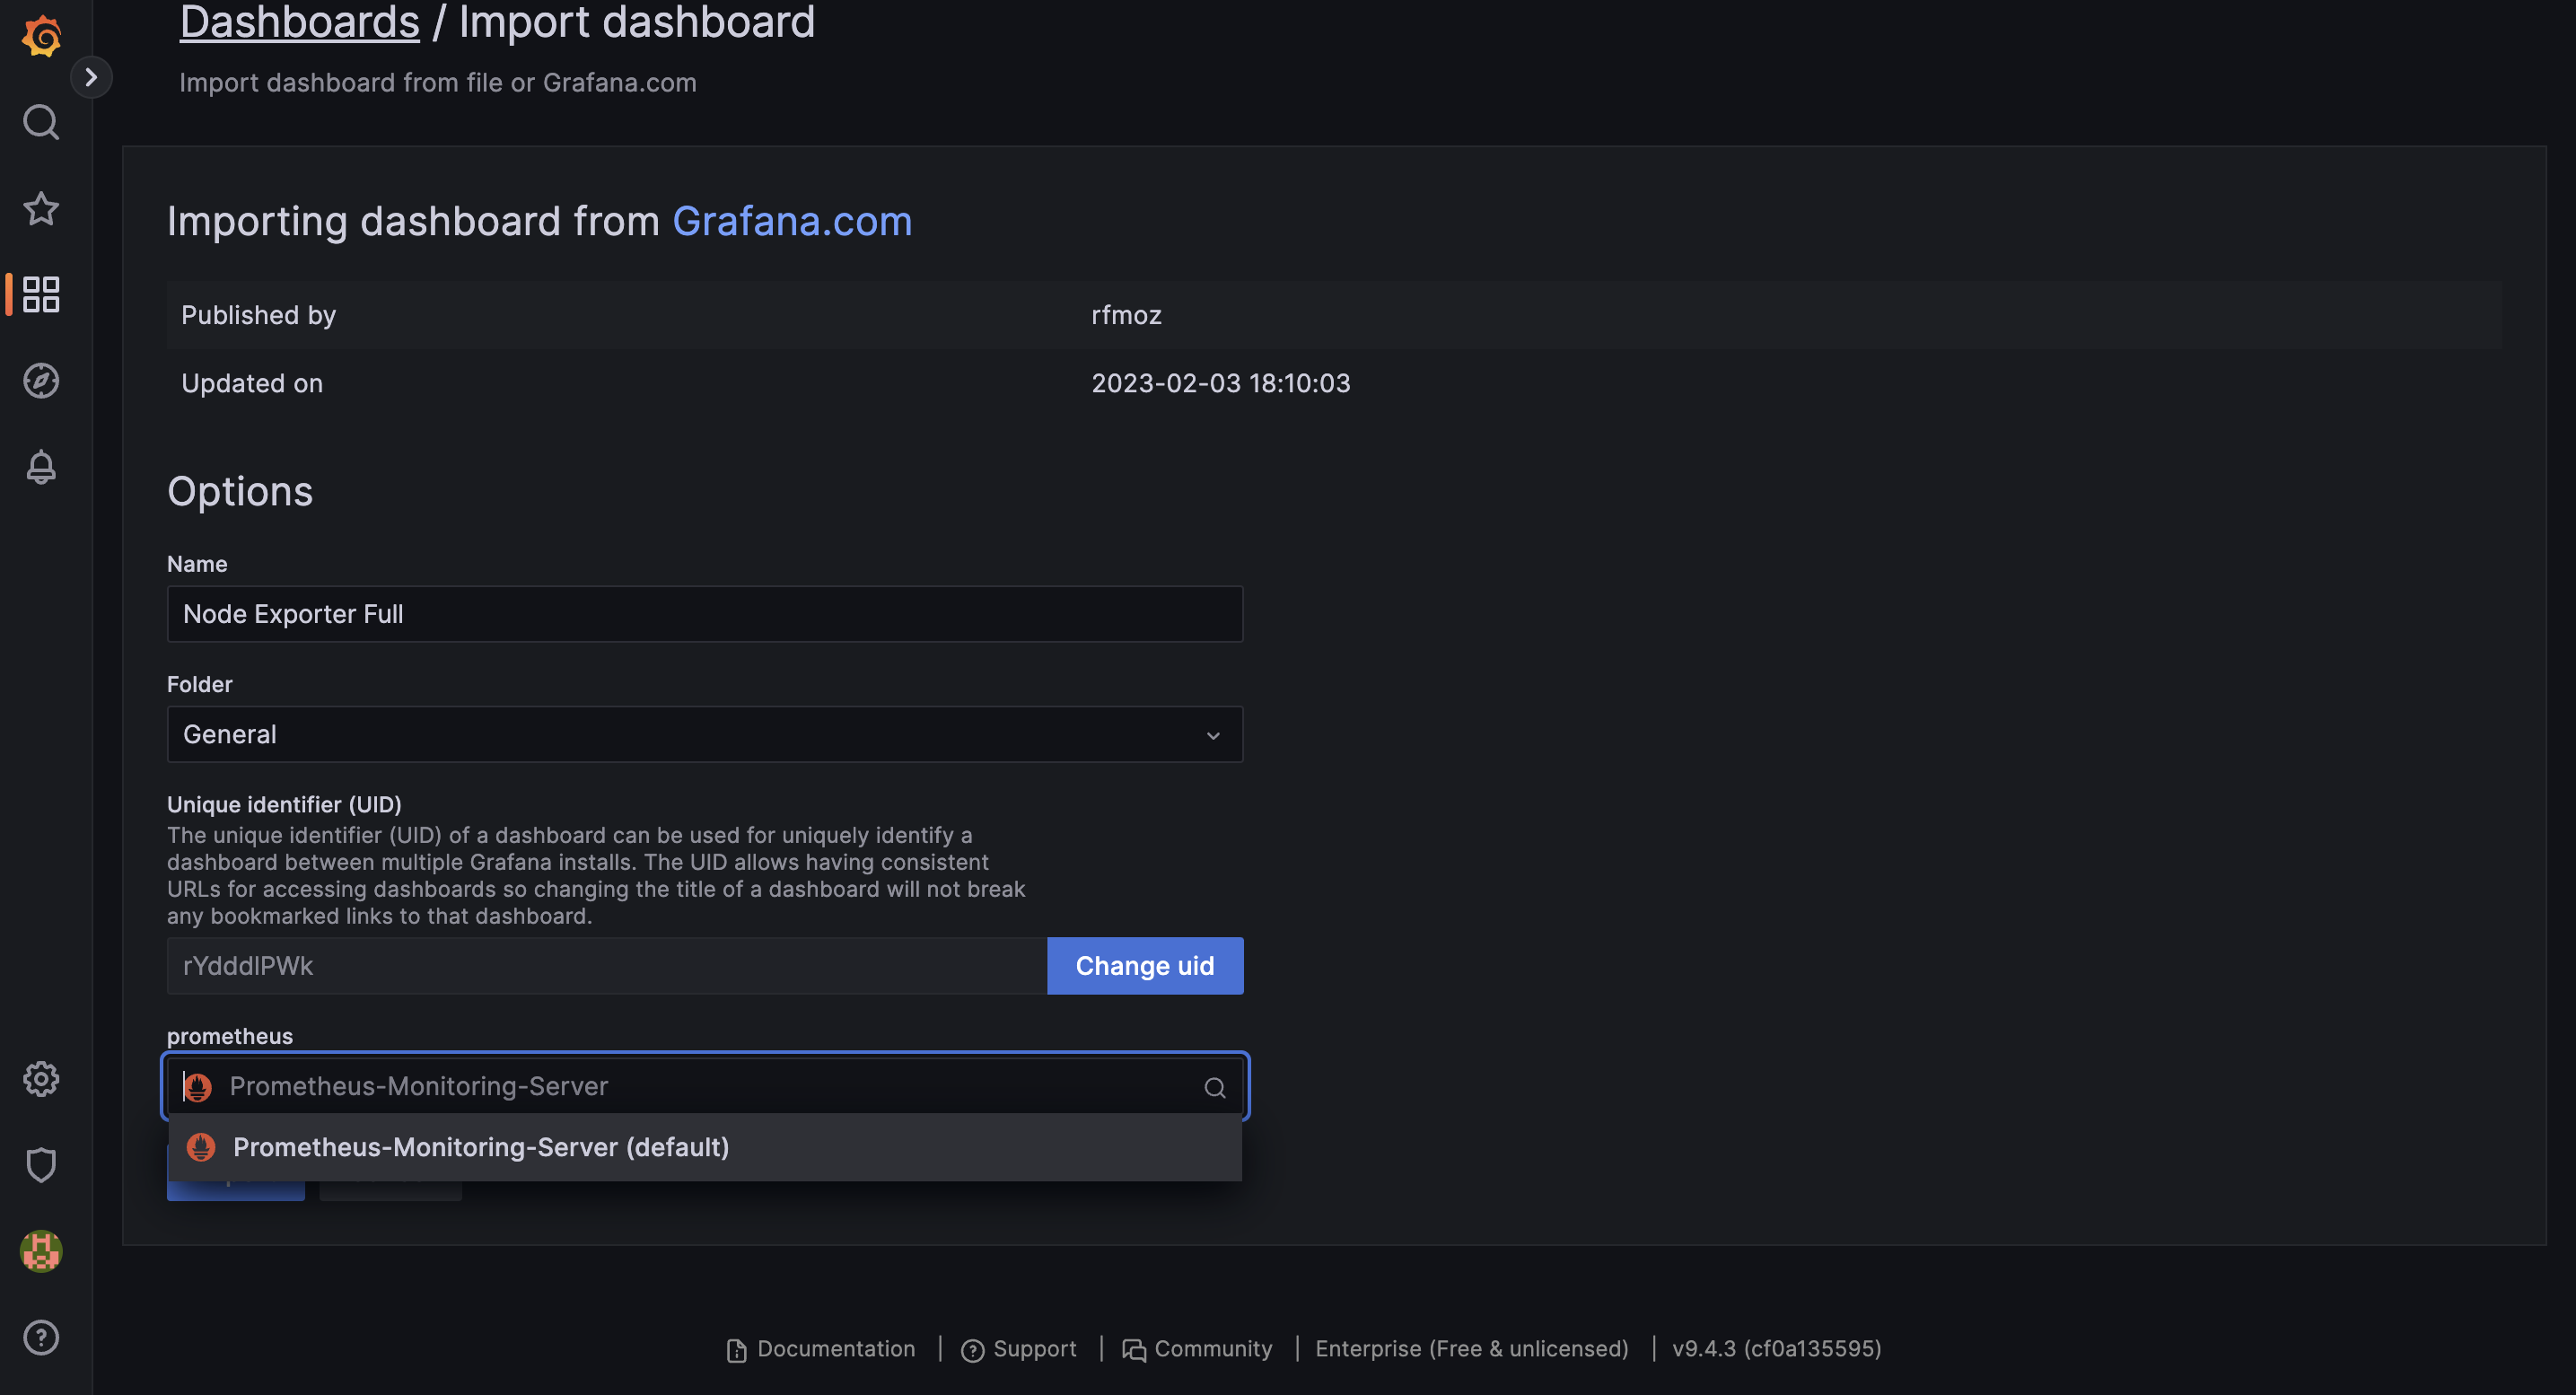 Dashboards / Import dashboard
Import dashboard from file or Grafana.com
Importing dashboard from Grafana.com
Published by rfmoz
Updated on 2023-02-03 18:10:03
Options
Name
Node Exporter Full
Folder
General
Unique identifier (UID)
The unique identifier (UID) of a dashboard can be used for uniquely identify a
dashboard between multiple Grafana installs. The UID allows having consistent
URLs for accessing dashboards so changing the title of a dashboard will not break
any bookmarked links to that dashboard.
rYdddlPWk Change uid
prometheus
Prometheus-Monitoring-Server
Prometheus-Monitoring-Server (default)
Documentation | Support | Community | Enterprise (Free & unlicensed) | v9.4.3 (cf0a135595)